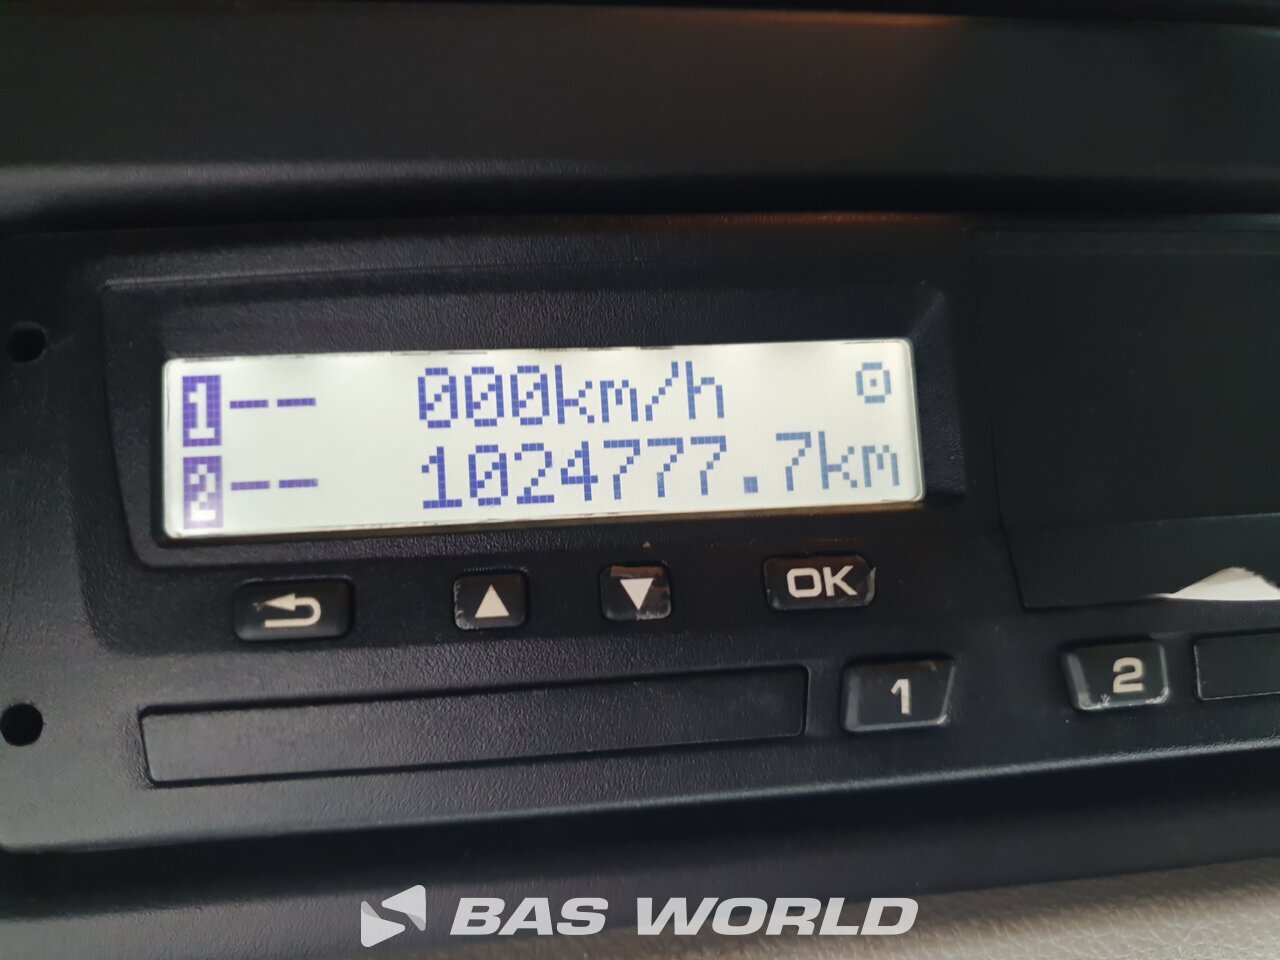 1 -- 000km/h
2 -- 1024777.7km
OK
1
2
BAS WORLD